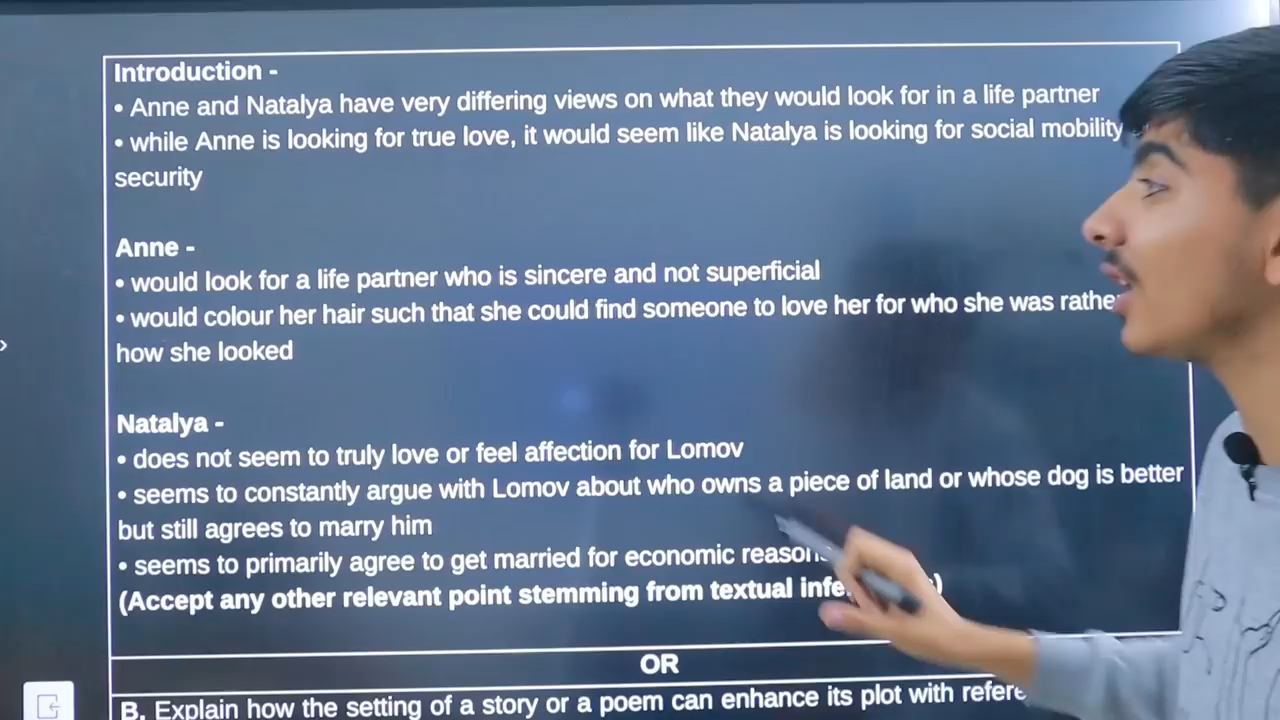 Introduction -
• Anne and Natalya have very differing views on what they would look for in a life partner
• while Anne is looking for true love, it would seem like Natalya is looking for social mobility
security
Anne -
• would look for a life partner who is sincere and not superficial
• would colour her hair such that she could find someone to love her for who she was
how she looked
Natalya -
• does not seem to truly love or feel affection for Lomov
• seems to constantly argue with Lomov about who owns a piece of land or whose dog is better
but still agrees to marry him
• seems to primarily agree to get married for economic
(Accept any other relevant point stemming from textual
OR
B. Explain how the setting of a story or a poem can enhance its plot with